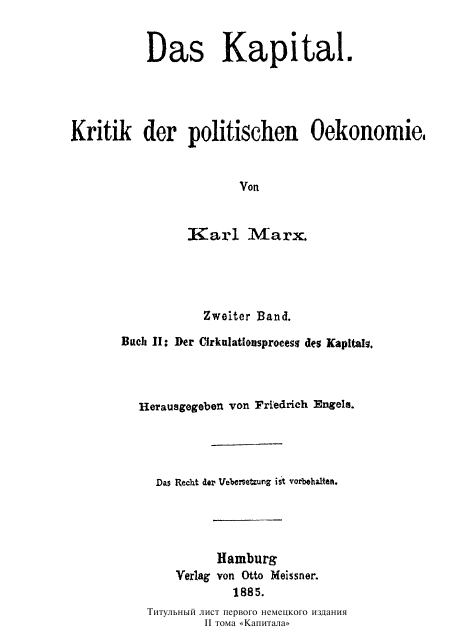 Das Kapital.
Kritik der politischen Oekonomie.
Von
Karl Marx.
Zweiter Band.
Buch II: Der Cirkulationsprocess des Kapitals.
Herausgegeben von Friedrich Engels.
Das Recht der Uebersetzung ist vorbehalten.
Hamburg
Verlag von Otto Meissner.
1885.
Титульный лист первого немецкого издания
II тома «Капитала»